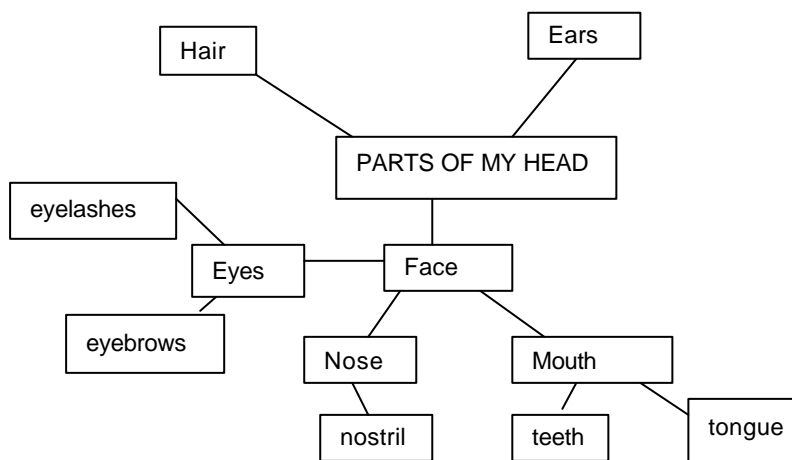 Hair
Ears
PARTS OF MY HEAD
eyelashes
Eyes
Face
eyebrows
Nose
Mouth
nostril
teeth
tongue